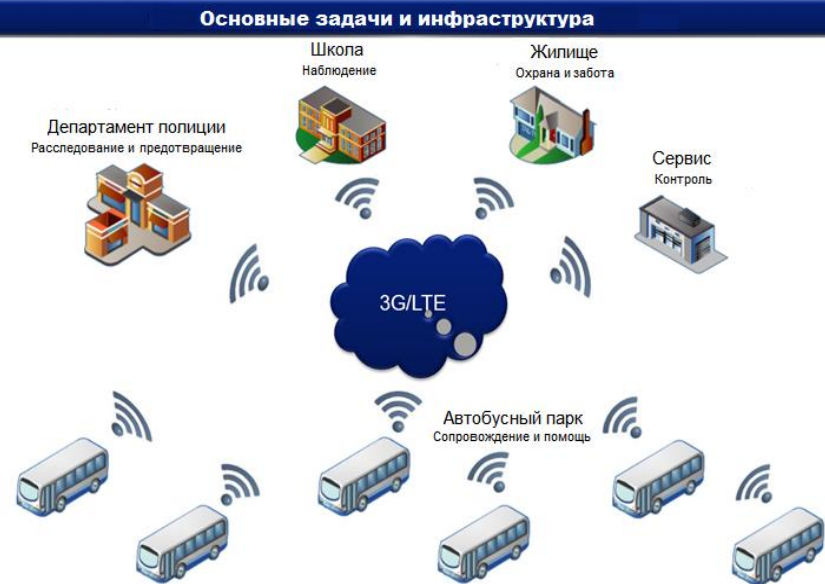 Основные задачи и инфраструктура
Школа
Наблюдение
Жилище
Охрана и забота
Департамент полиции
Расследование и предотвращение
Сервис
Контроль
3G/LTE
Автобусный парк
Сопровождение и помощь